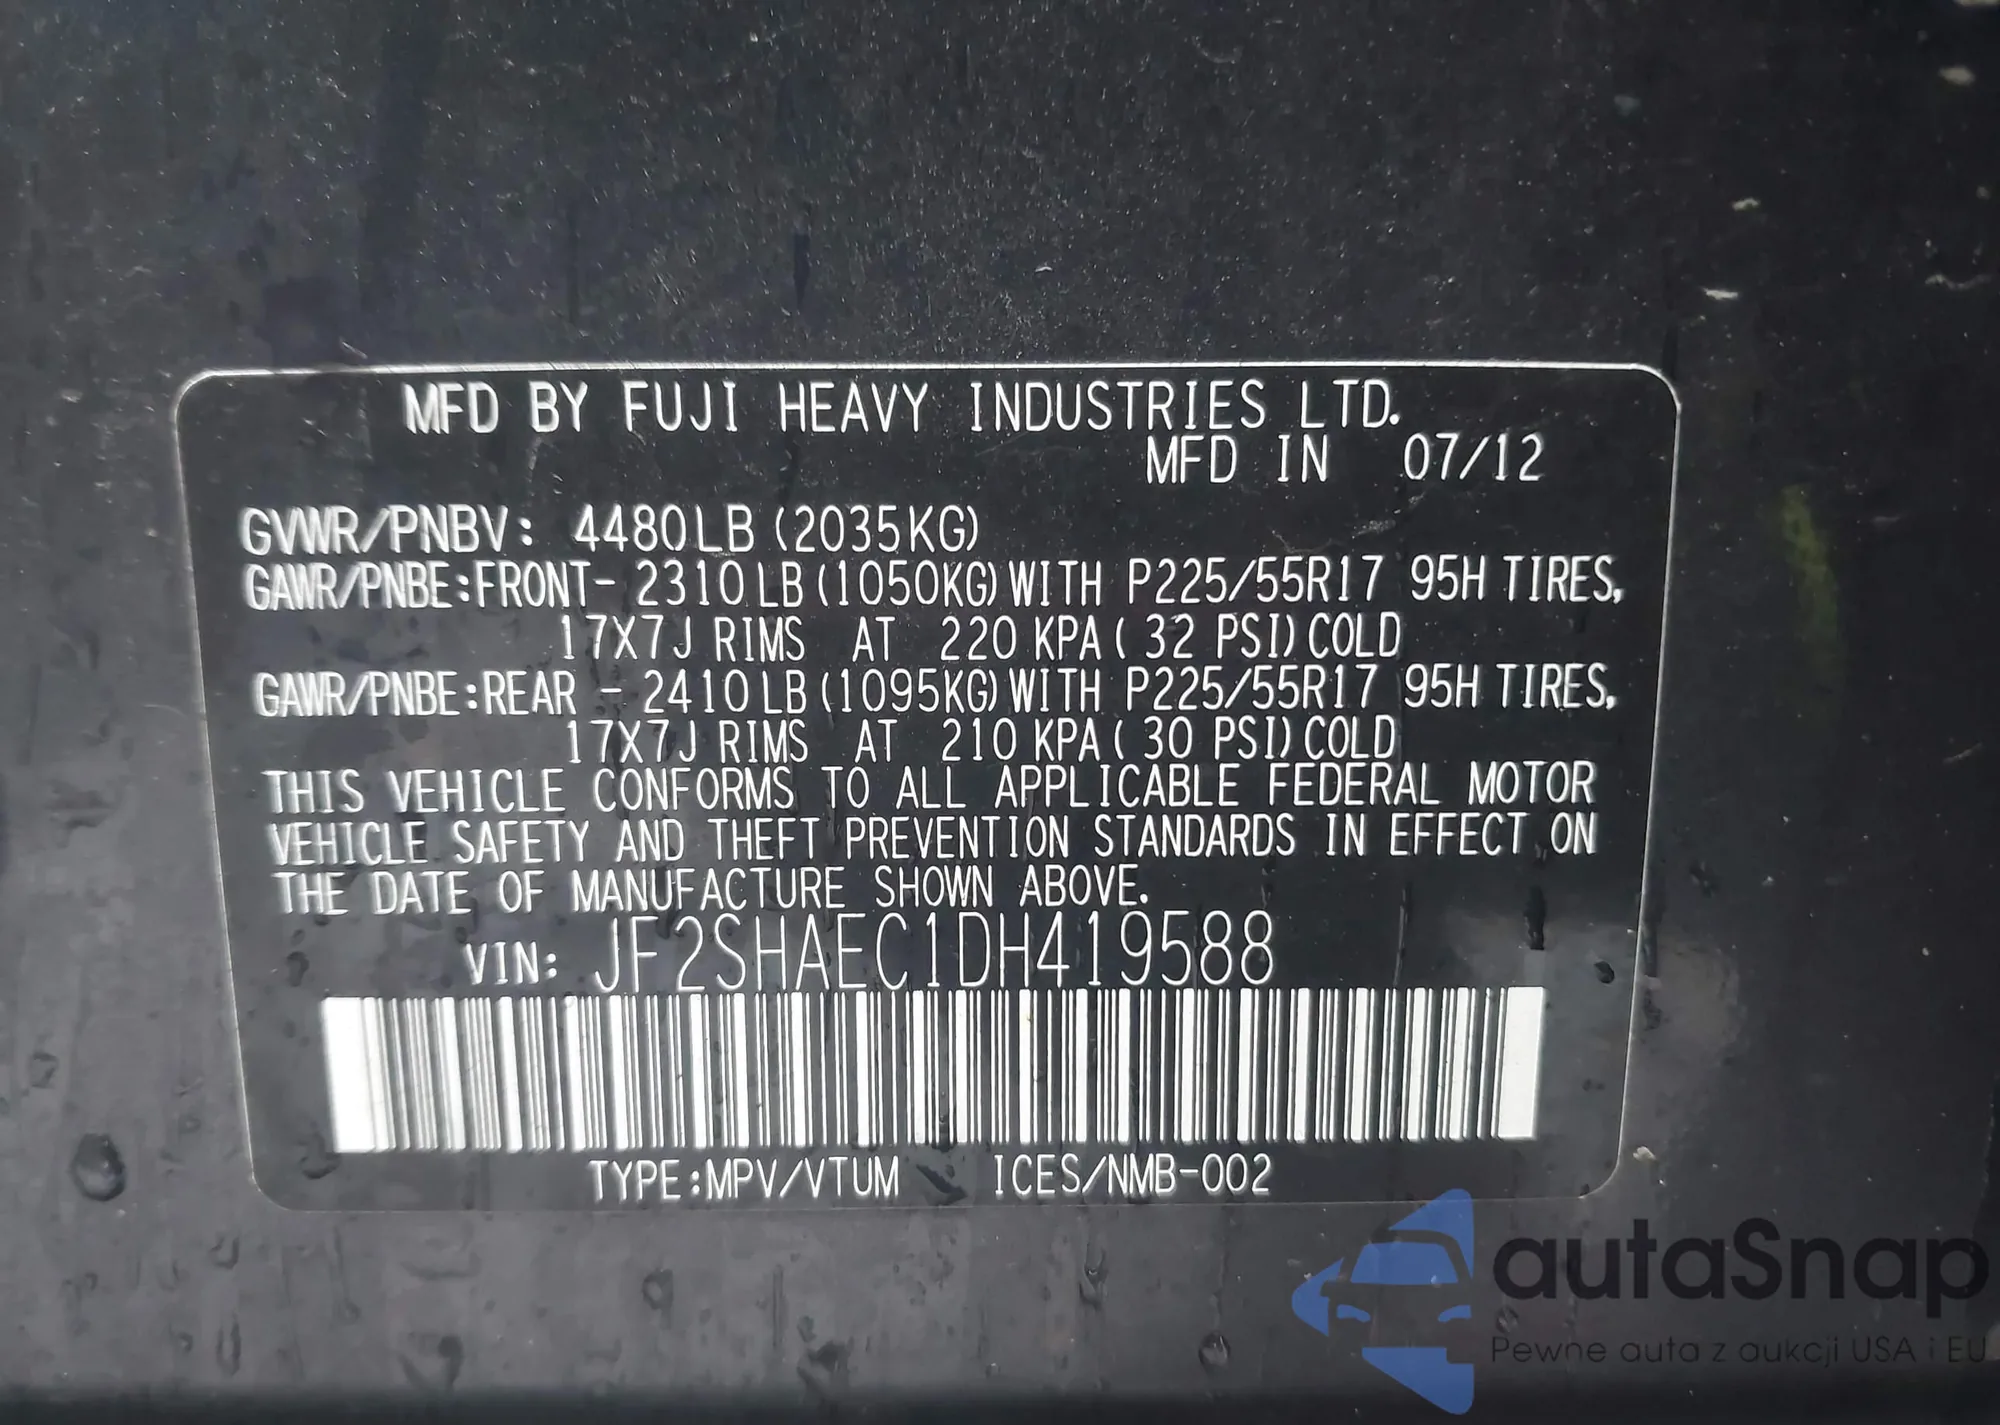 MFD BY FUJI HEAVY INDUSTRIES LTD.
MFD IN 07/12
GVWR/PNBV: 4480LB (2035KG)
GAWR/PNBE:FRONT- 2310LB(1050KG)WITH P225/55R17 95H TIRES,
17X7J RIMS AT 220 KPA( 32 PSI)COLD
GAWR/PNBE:REAR - 2410LB(1095KG)WITH P225/55R17 95H TIRES,
17X7J RIMS AT 210 KPA( 30 PSI)COLD
THIS VEHICLE CONFORMS TO ALL APPLICABLE FEDERAL MOTOR
VEHICLE SAFETY AND THEFT PREVENTION STANDARDS IN EFFECT ON
THE DATE OF MANUFACTURE SHOWN ABOVE.
VIN: JF2SHAEC1DH419588
TYPE:MPV/VTUM ICES/NMB-002
autaSnap
Pewne auta z aukcji USA i EU